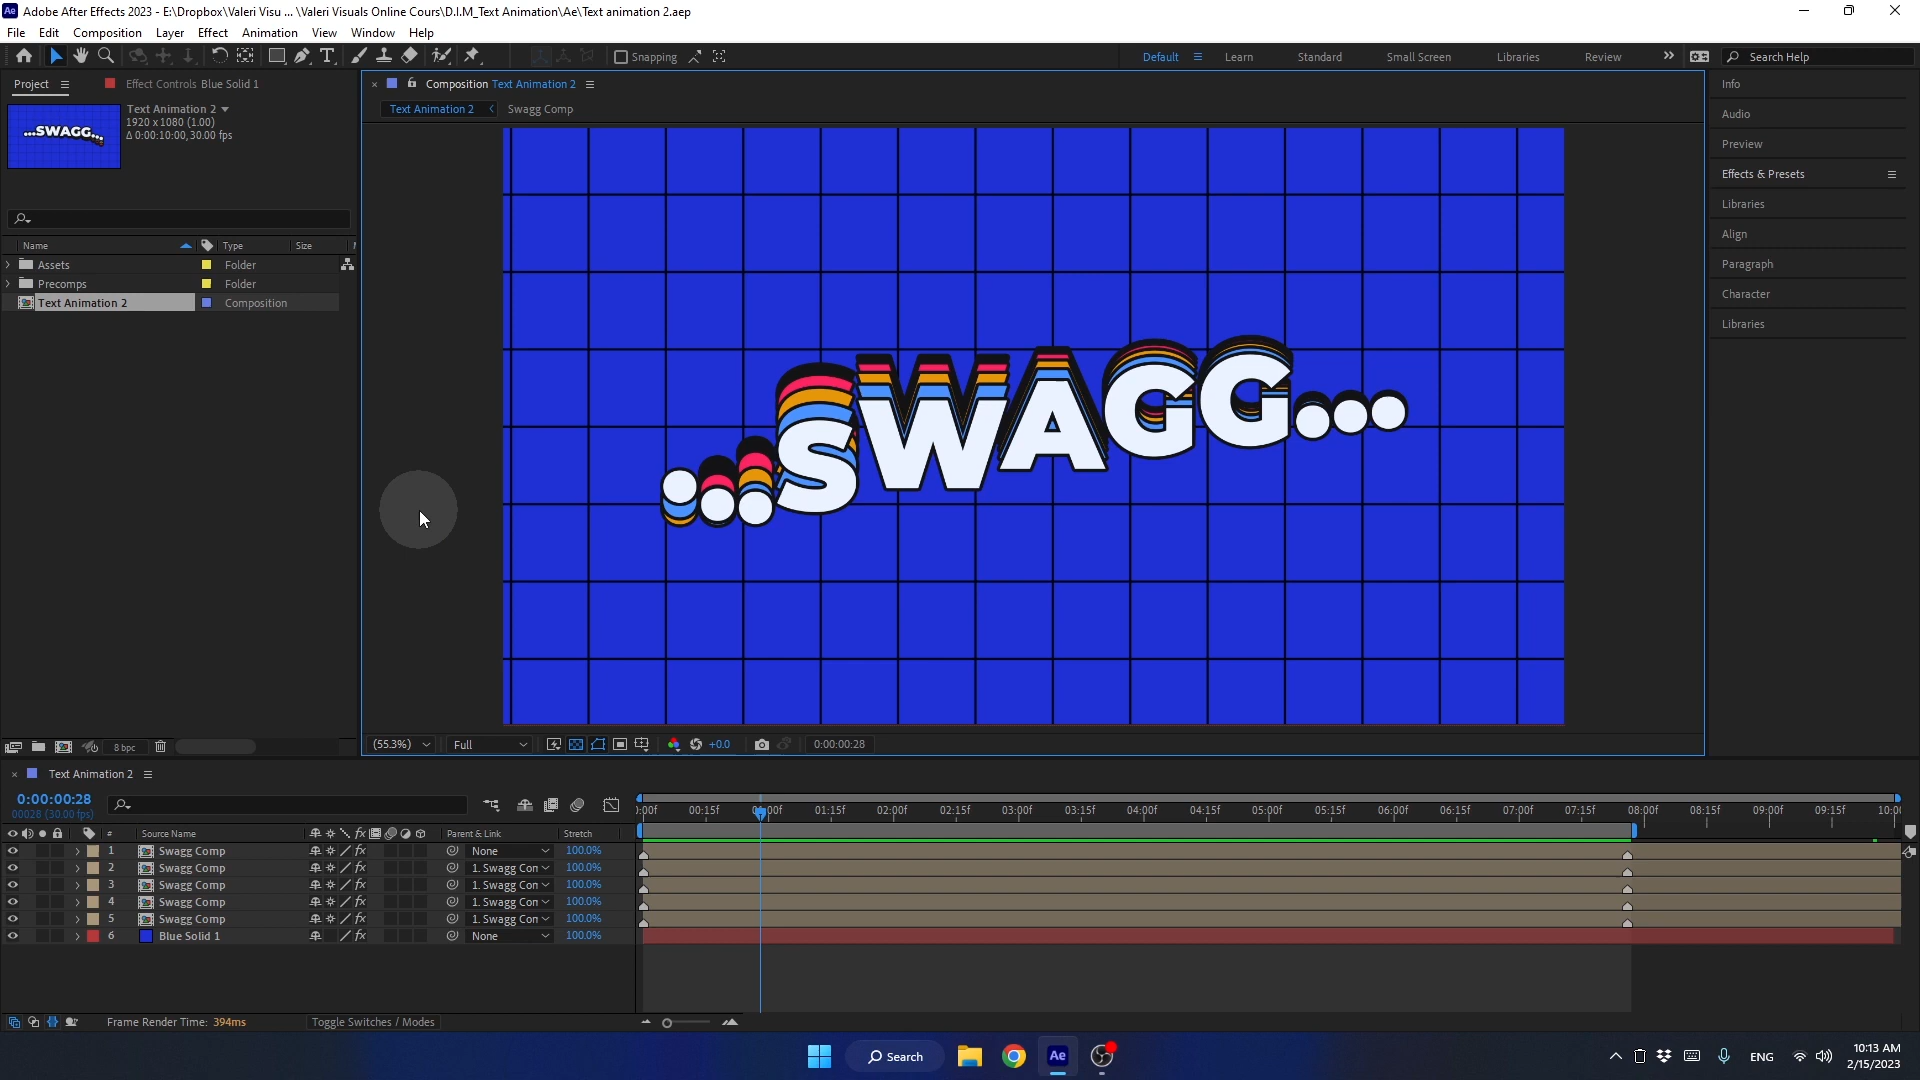 Ae Adobe After Effects 2023 - E:\Dropbox\Valeri Visu ... \Valeri Visuals Online Cours\D.I.M_Text Animation\Ae\Text animation 2.aep
File Edit Composition Layer Effect Animation View Window Help
Snapping
Default Learn Standard Small Screen Libraries Review Search Help
Project Effect Controls Blue Solid 1
Composition Text Animation 2
Text Animation 2 Swagg Comp
Text Animation 2
1920 x 1080 (1.00)
Δ 0:00:10:00, 30.00 fps
...SWAGG...
Name Type Size
Assets Folder
Precomps Folder
Text Animation 2 Composition
...SWAGG...
Info
Audio
Preview
Effects & Presets
Libraries
Align
Paragraph
Character
Libraries
8 bpc
(55.3%) Full +0.0 0:00:00:28
Text Animation 2
0:00:00:28
00028 (30.00 fps)
# Source Name Parent & Link Stretch
):00f 00:15f 01:15f 02:00f 02:15f 03:00f 03:15f 04:00f 04:15f 05:00f 05:15f 06:00f 06:15f 07:00f 07:15f 08:00f 08:15f 09:00f 09:15f 10:0(
1 Swagg Comp fx None 100.0%
2 Swagg Comp fx 1. Swagg Con 100.0%
3 Swagg Comp fx 1. Swagg Con 100.0%
4 Swagg Comp fx 1. Swagg Con 100.0%
5 Swagg Comp fx 1. Swagg Con 100.0%
6 Blue Solid 1 fx None 100.0%
Frame Render Time: 394ms Toggle Switches / Modes
Search Ae ENG
10:13 AM
2/15/2023